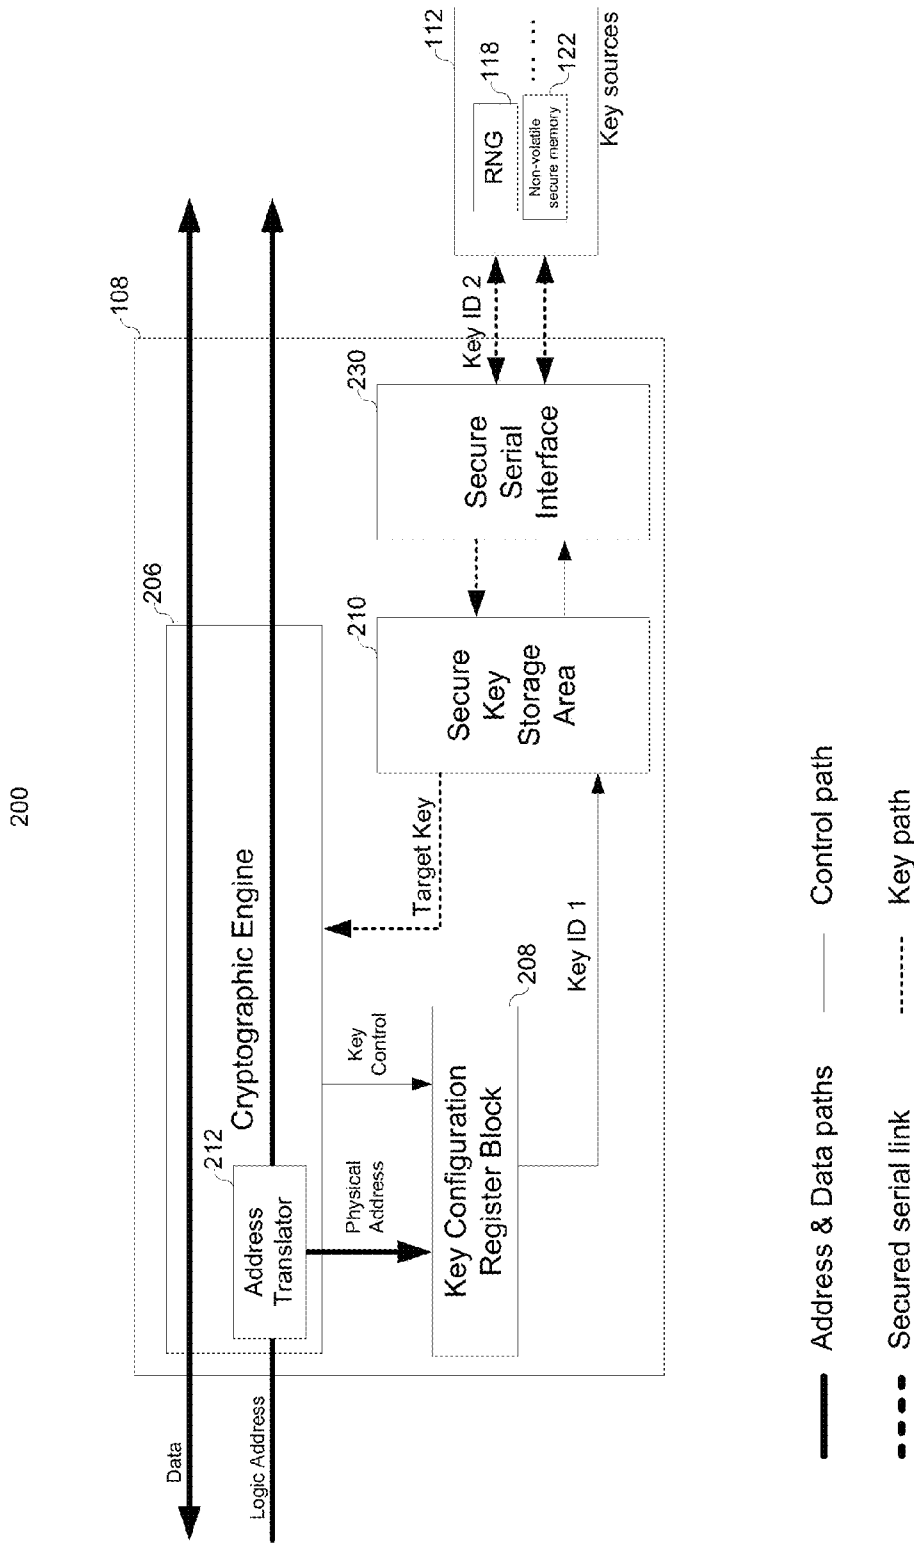 200
108
206
Data
Logic Address
212
Address
Translator
Cryptographic Engine
Physical
Address
Key
Control
Target Key
Key Configuration
Register Block
208
Key ID 1
210
Secure
Key
Storage
Area
230
Secure
Serial
Interface
Key ID 2
112
RNG
118
Non-volatile
secure memory
122
Key sources
Address & Data paths
Control path
Secured serial link
Key path